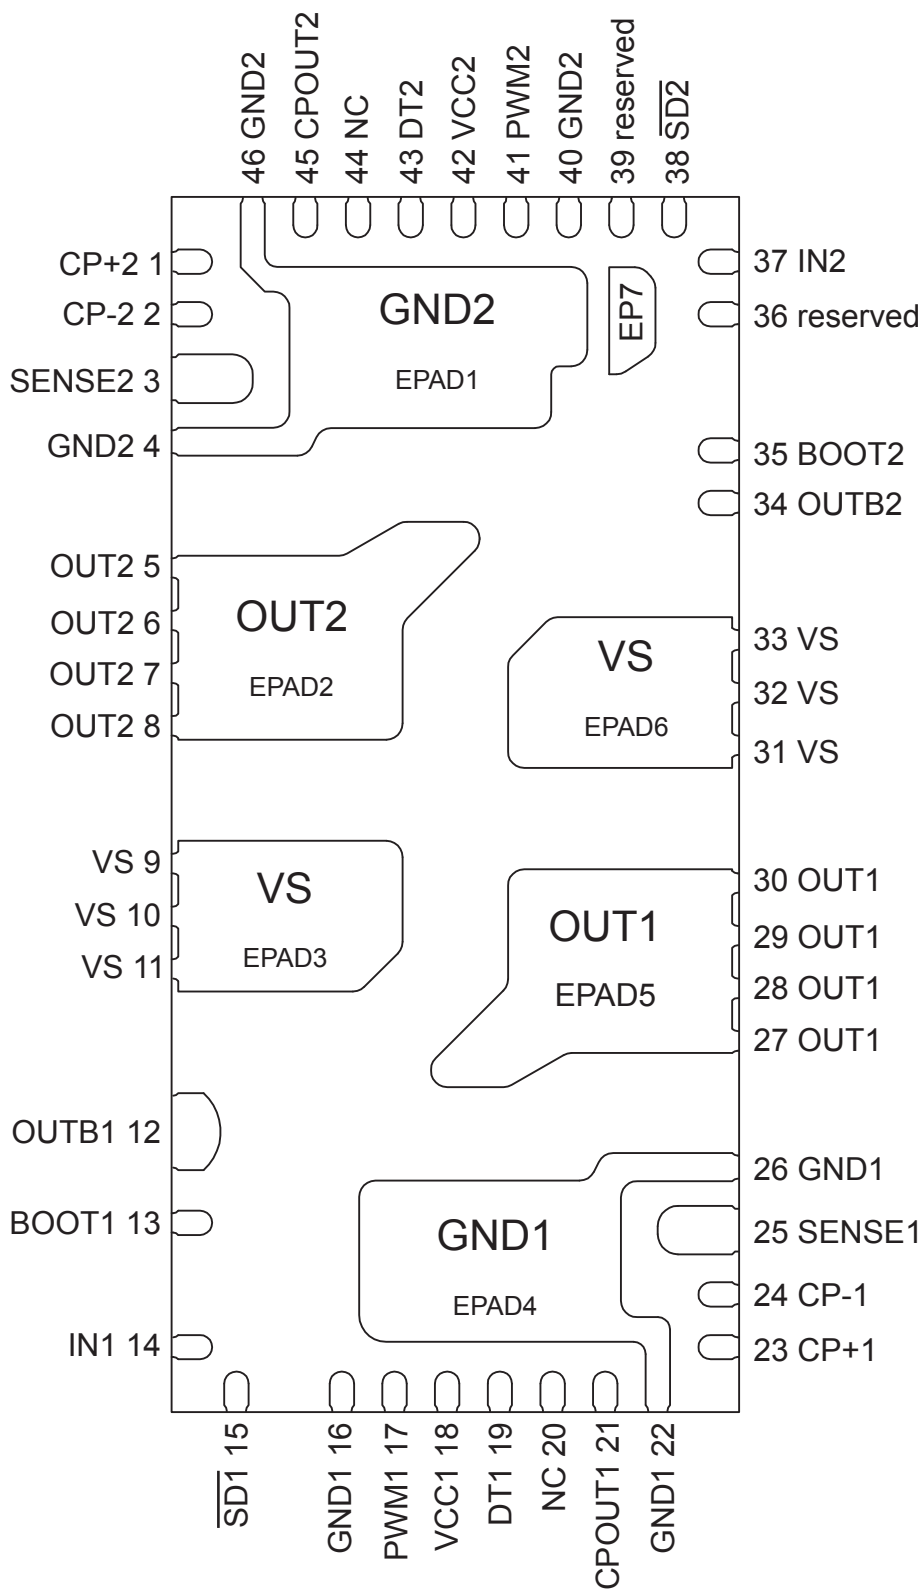 46 GND2
45 CPOUT2
44 NC
43 DT2
42 VCC2
41 PWM2
40 GND2
39 reserved
38 S̅D̅2̅
CP+2 1
CP-2 2
SENSE2 3
GND2 4
OUT2 5
OUT2 6
OUT2 7
OUT2 8
VS 9
VS 10
VS 11
OUTB1 12
BOOT1 13
IN1 14
GND2
EPAD1
EP7
OUT2
EPAD2
VS
EPAD6
VS
EPAD3
OUT1
EPAD5
GND1
EPAD4
37 IN2
36 reserved
35 BOOT2
34 OUTB2
33 VS
32 VS
31 VS
30 OUT1
29 OUT1
28 OUT1
27 OUT1
26 GND1
25 SENSE1
24 CP-1
23 CP+1
S̅D̅1̅ 15
GND1 16
PWM1 17
VCC1 18
DT1 19
NC 20
CPOUT1 21
GND1 22